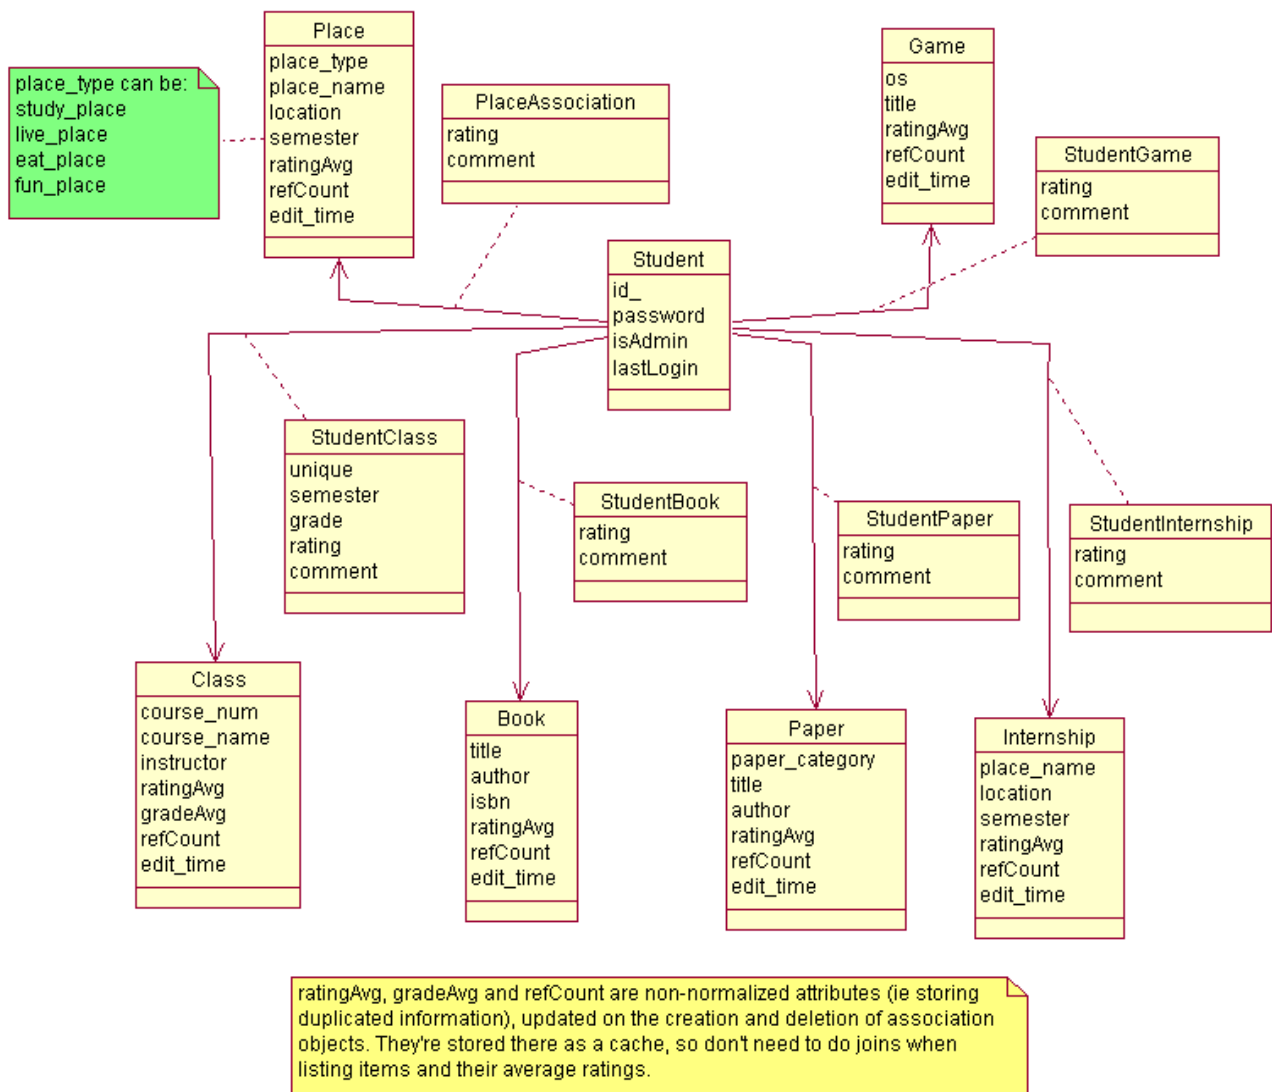 Place
place_type
place_name
location
semester
ratingAvg
refCount
edit_time
place_type can be:
study_place
live_place
eat_place
fun_place
PlaceAssociation
rating
comment
Game
os
title
ratingAvg
refCount
edit_time
StudentGame
rating
comment
Student
id_
password
isAdmin
lastLogin
StudentClass
unique
semester
grade
rating
comment
StudentBook
rating
comment
StudentPaper
rating
comment
StudentInternship
rating
comment
Class
course_num
course_name
instructor
ratingAvg
gradeAvg
refCount
edit_time
Book
title
author
isbn
ratingAvg
refCount
edit_time
Paper
paper_category
title
author
ratingAvg
refCount
edit_time
Internship
place_name
location
semester
ratingAvg
refCount
edit_time
ratingAvg, gradeAvg and refCount are non-normalized attributes (ie storing
duplicated information), updated on the creation and deletion of association
objects. They're stored there as a cache, so don't need to do joins when
listing items and their average ratings.